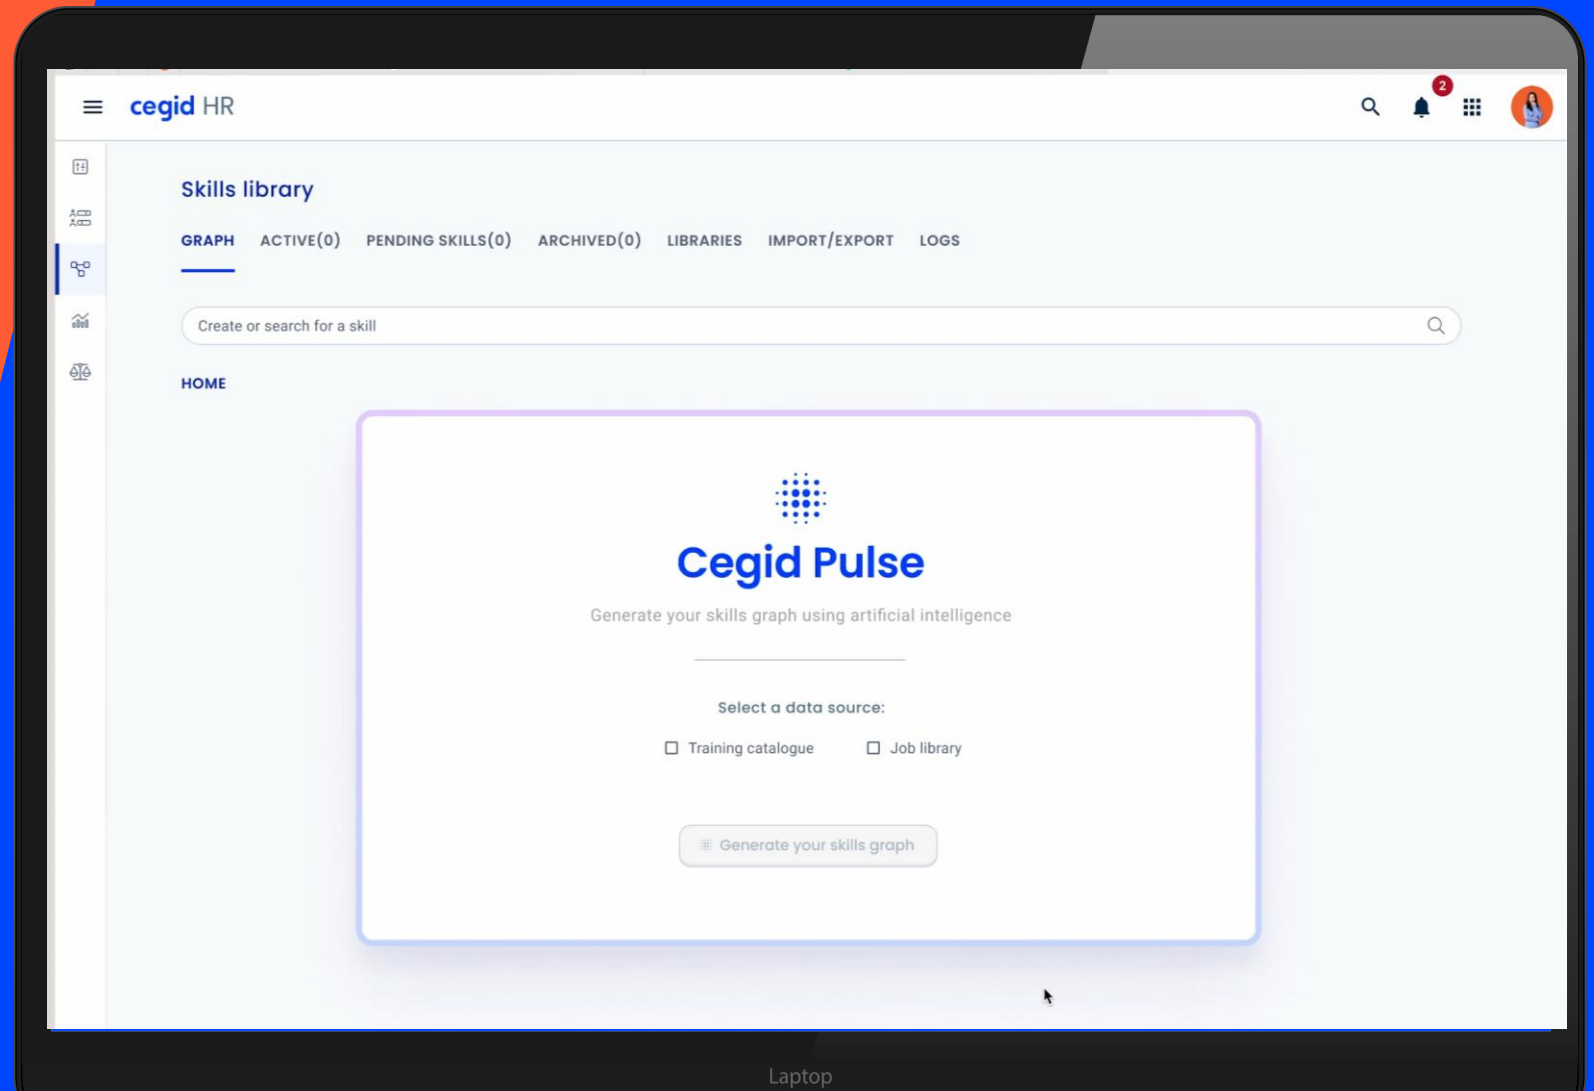 cegid HR
2
Skills library
GRAPH ACTIVE(0) PENDING SKILLS(0) ARCHIVED(0) LIBRARIES IMPORT/EXPORT LOGS
Create or search for a skill
HOME
Cegid Pulse
Generate your skills graph using artificial intelligence
Select a data source:
Training catalogue Job library
Generate your skills graph
Laptop